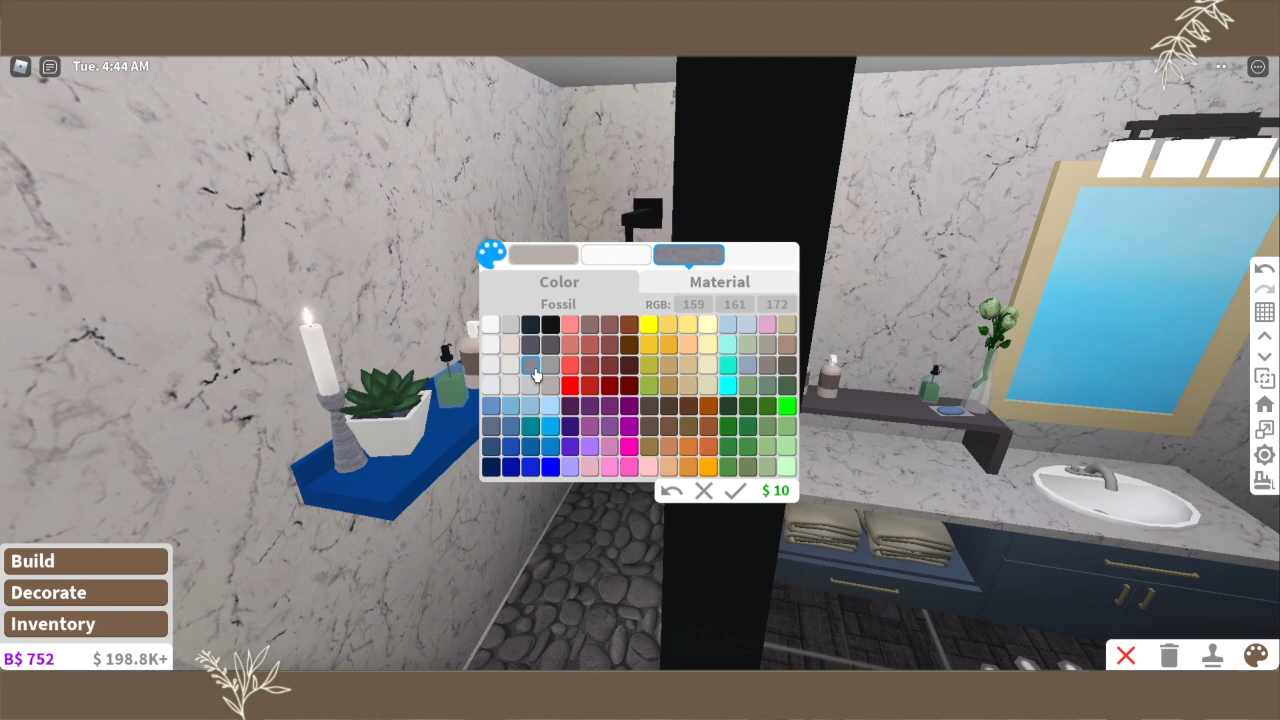 Tue. 4:44 AM
Color
Material
Fossil
RGB: 159 161 172
$ 10
Build
Decorate
Inventory
B$ 752
$ 198.8K+